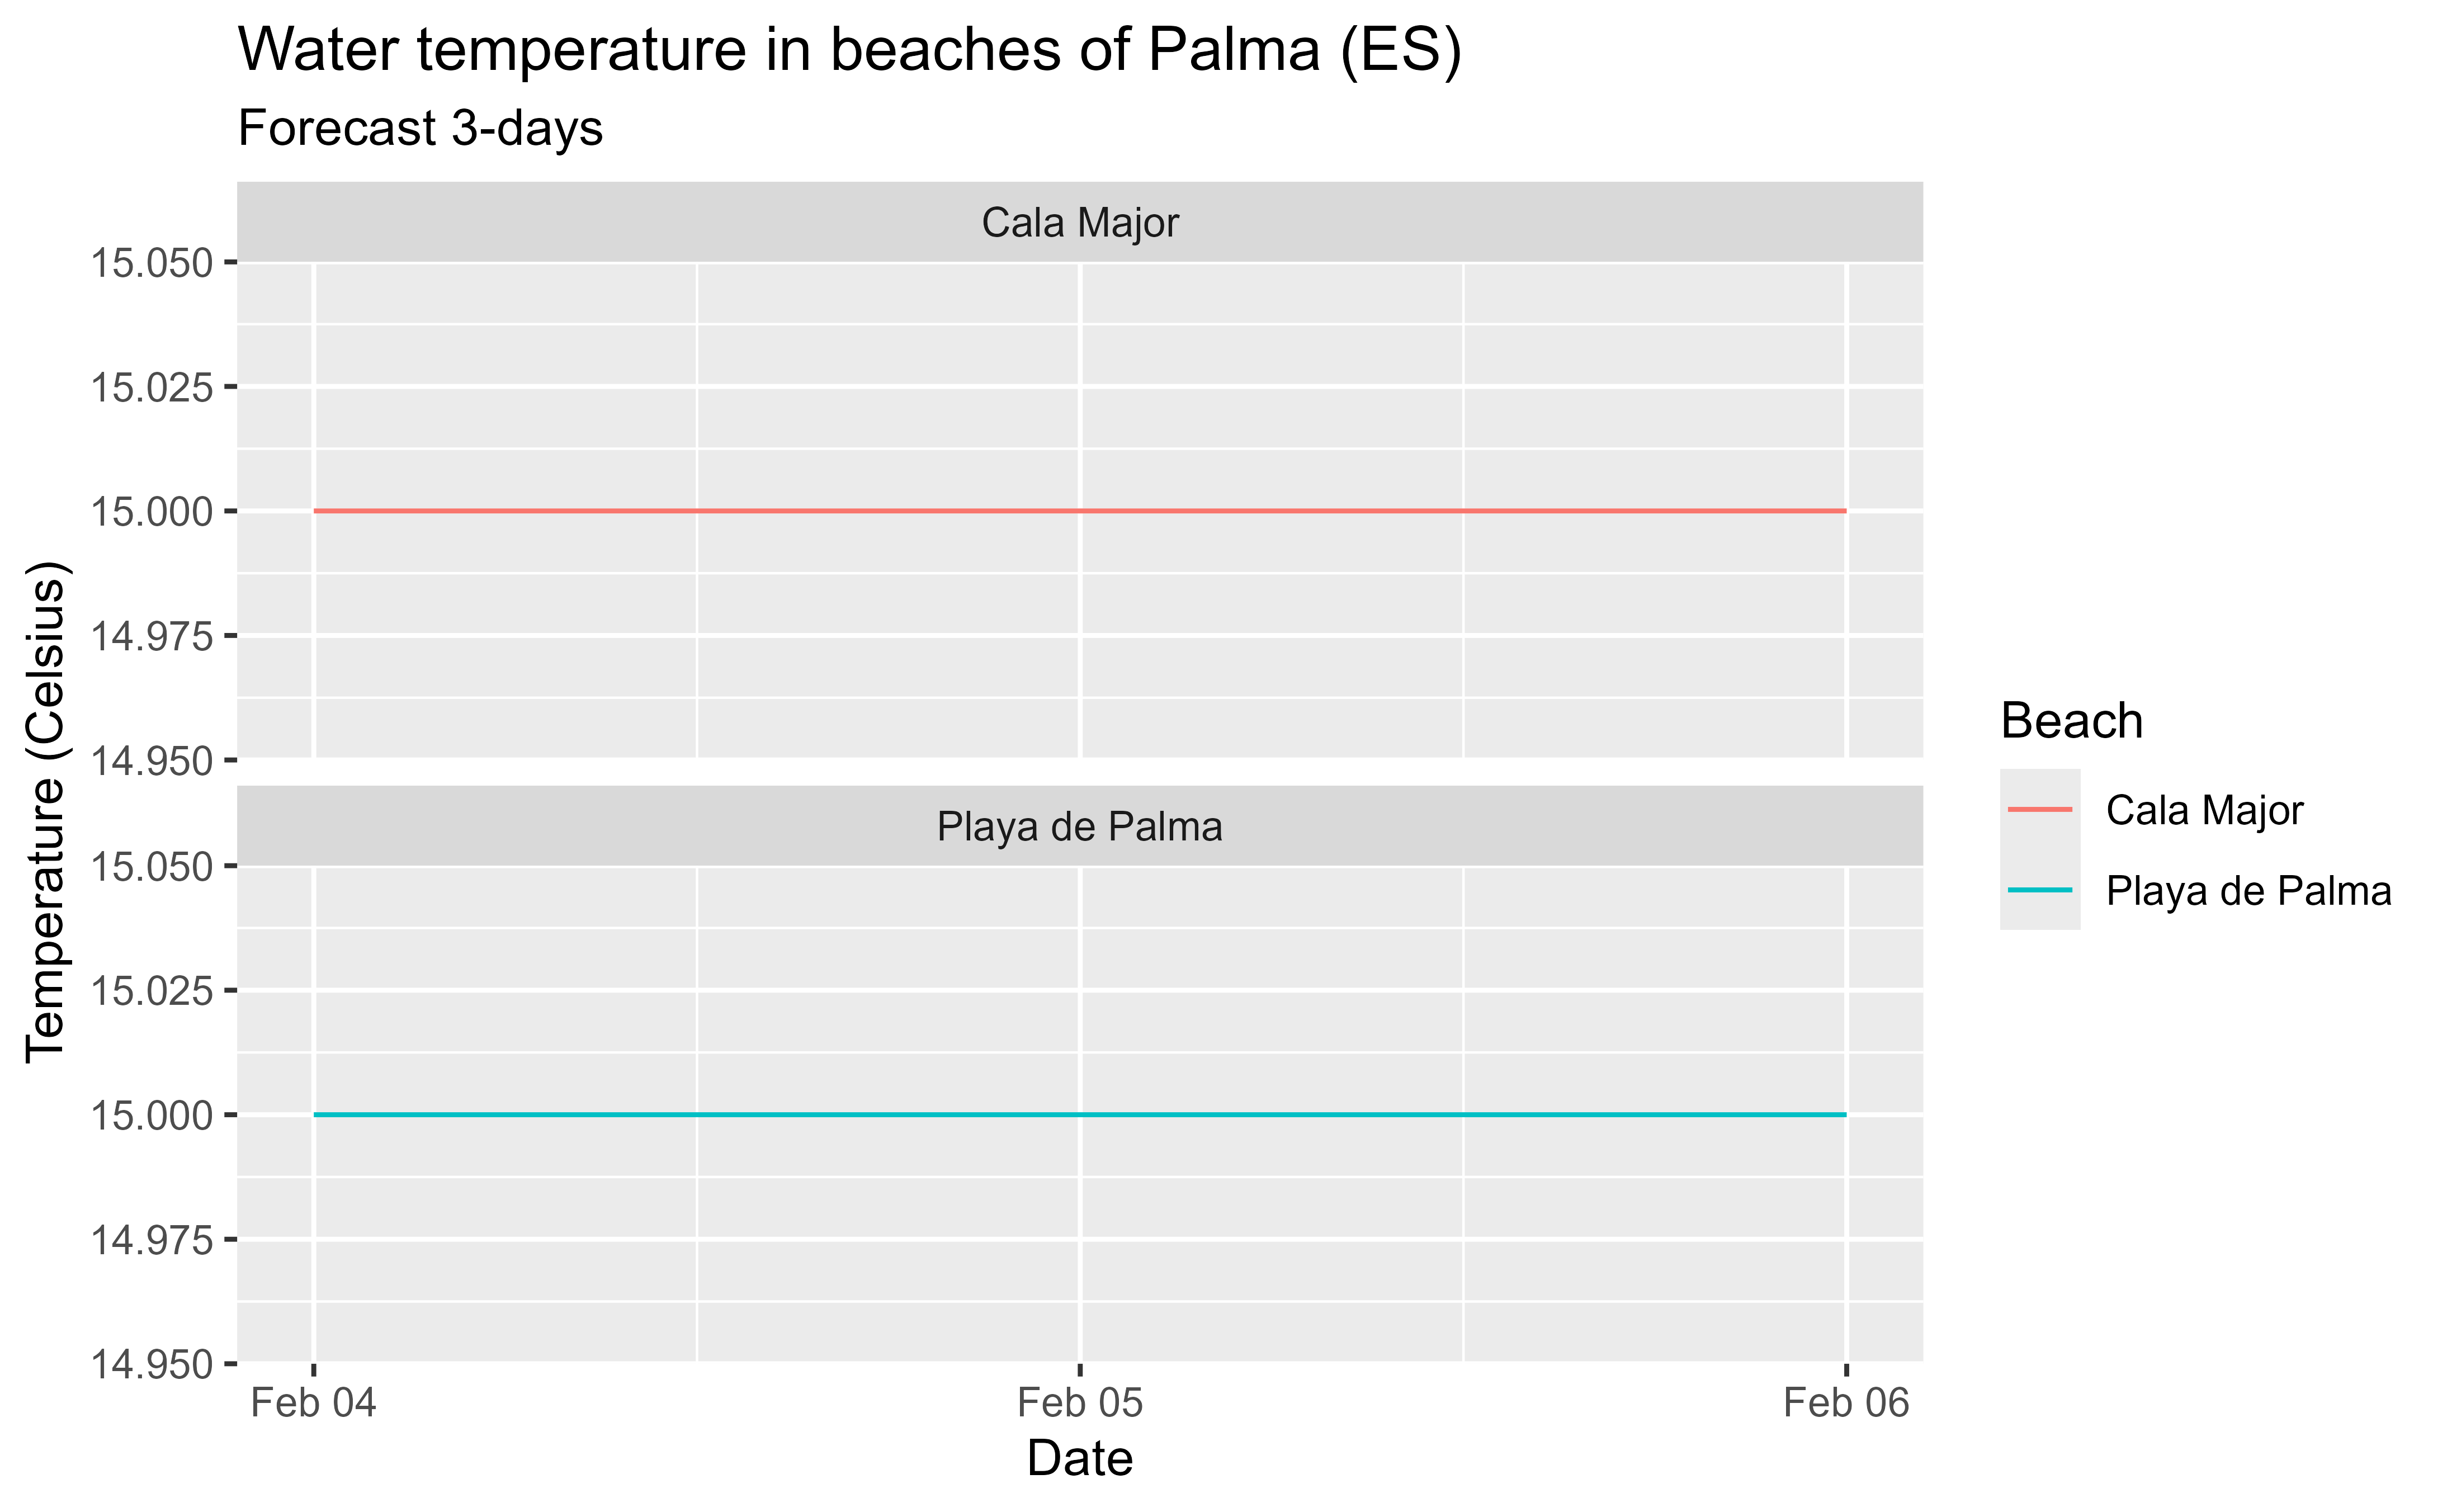 Water temperature in beaches of Palma (ES)
Forecast 3-days
Cala Major
15.050
15.025
15.000
14.975
14.950
Playa de Palma
15.050
15.025
15.000
14.975
14.950
Feb 04
Feb 05
Feb 06
Date
Temperature (Celsius)
Beach
Cala Major
Playa de Palma